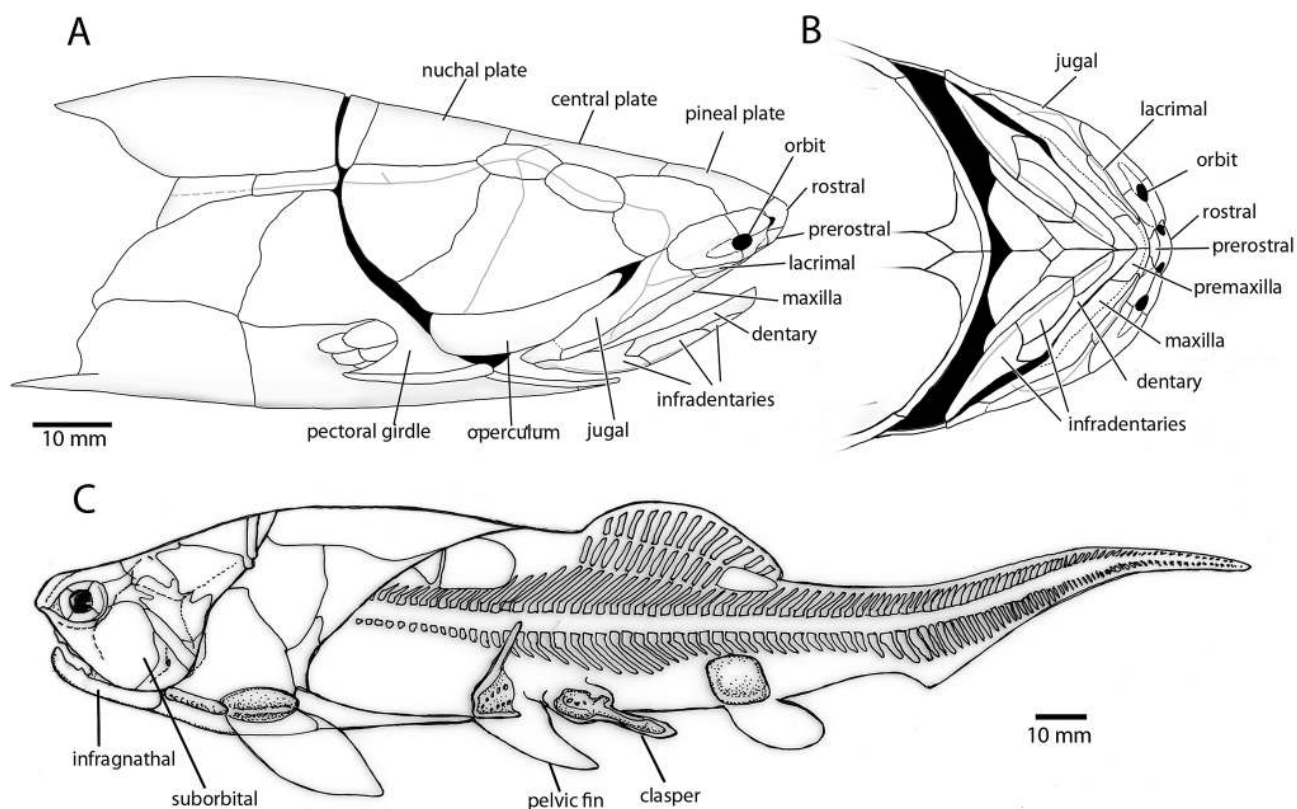 A
nuchal plate
central plate
pineal plate
orbit
rostral
prerostral
lacrimal
maxilla
dentary
infradentaries
jugal
operculum
pectoral girdle
10 mm
B
jugal
lacrimal
orbit
rostral
prerostral
premaxilla
maxilla
dentary
infradentaries
C
infragnathal
suborbital
pelvic fin
clasper
10 mm